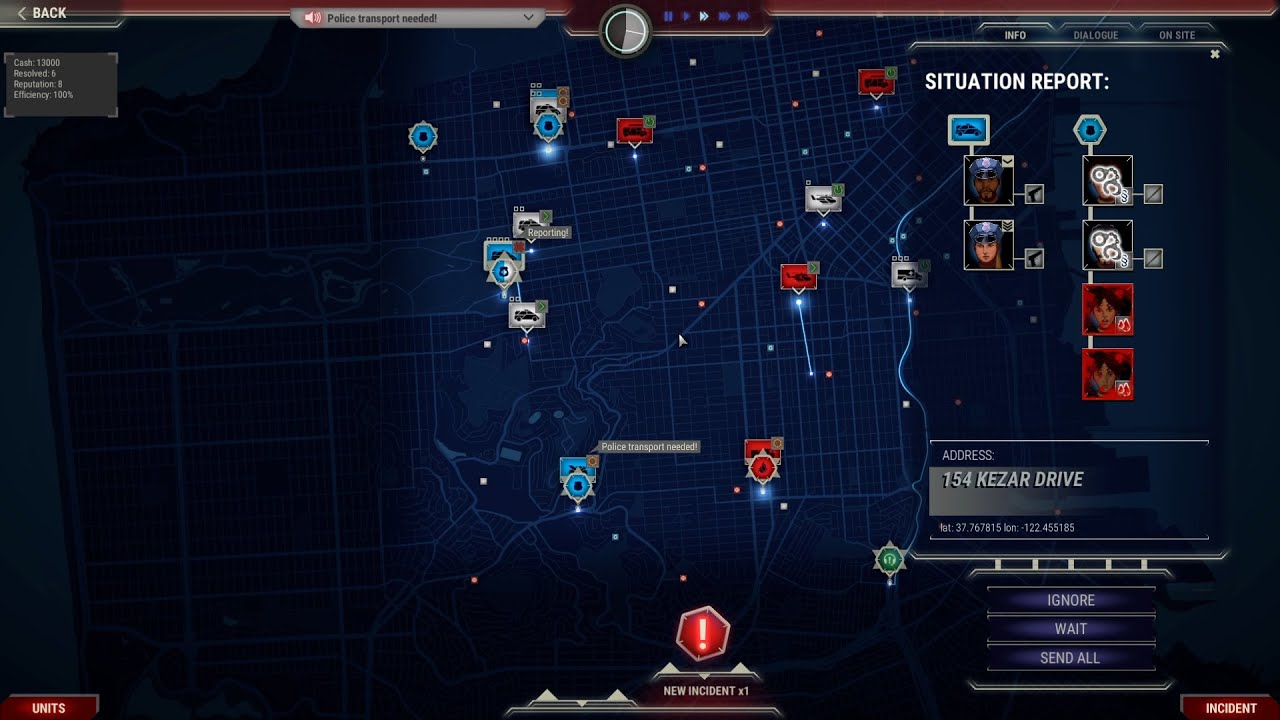 BACK
Police transport needed!
INFO
DIALOGUE
ON SITE
Cash: 13000
Resolved: 6
Reputation: 8
Efficiency: 100%
SITUATION REPORT:
Reporting!
Police transport needed!
ADDRESS:
154 KEZAR DRIVE
lat: 37.767815 lon: -122.455185
IGNORE
WAIT
SEND ALL
NEW INCIDENT x1
UNITS
INCIDENT